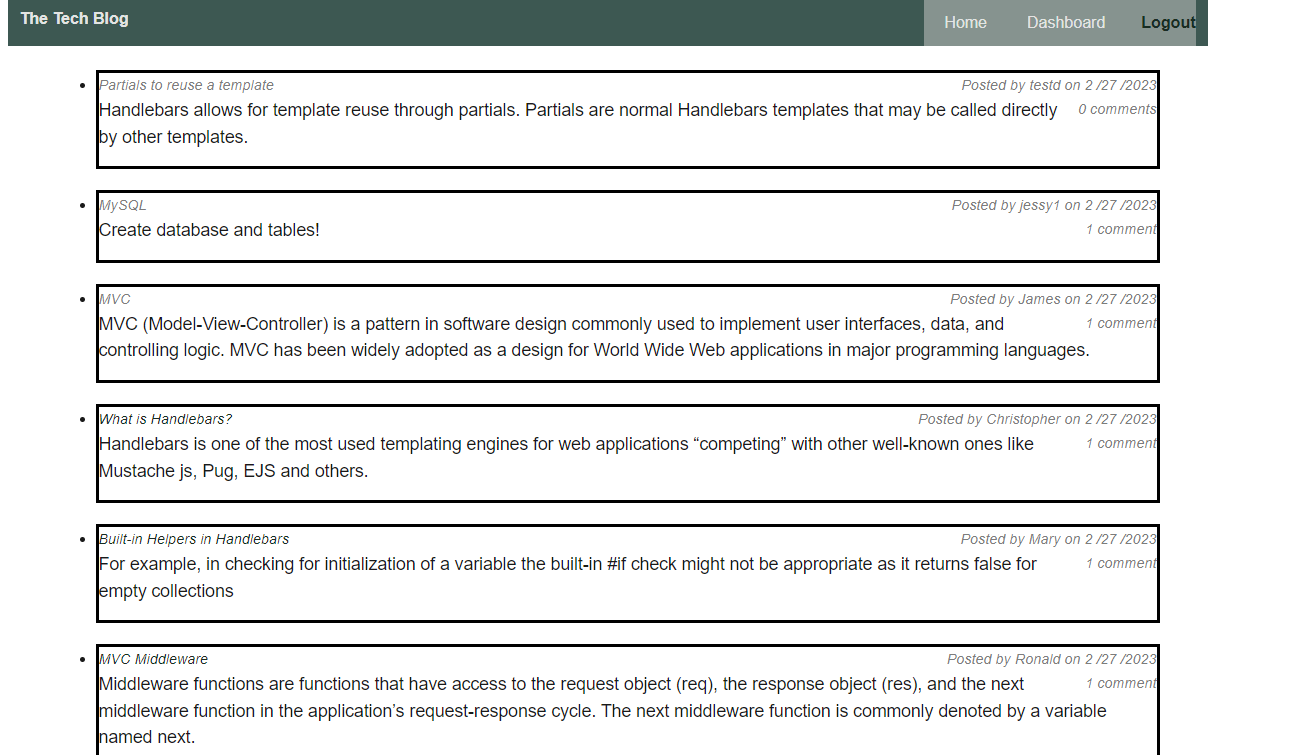 The Tech Blog
Home Dashboard Logout
Partials to reuse a template Posted by testd on 2 /27 /2023
Handlebars allows for template reuse through partials. Partials are normal Handlebars templates that may be called directly 0 comments
by other templates.
MySQL Posted by jessy1 on 2 /27 /2023
Create database and tables! 1 comment
MVC Posted by James on 2 /27 /2023
MVC (Model-View-Controller) is a pattern in software design commonly used to implement user interfaces, data, and 1 comment
controlling logic. MVC has been widely adopted as a design for World Wide Web applications in major programming languages.
What is Handlebars? Posted by Christopher on 2 /27 /2023
Handlebars is one of the most used templating engines for web applications “competing” with other well-known ones like 1 comment
Mustache js, Pug, EJS and others.
Built-in Helpers in Handlebars Posted by Mary on 2 /27 /2023
For example, in checking for initialization of a variable the built-in #if check might not be appropriate as it returns false for 1 comment
empty collections
MVC Middleware Posted by Ronald on 2 /27 /2023
Middleware functions are functions that have access to the request object (req), the response object (res), and the next 1 comment
middleware function in the application’s request-response cycle. The next middleware function is commonly denoted by a variable
named next.